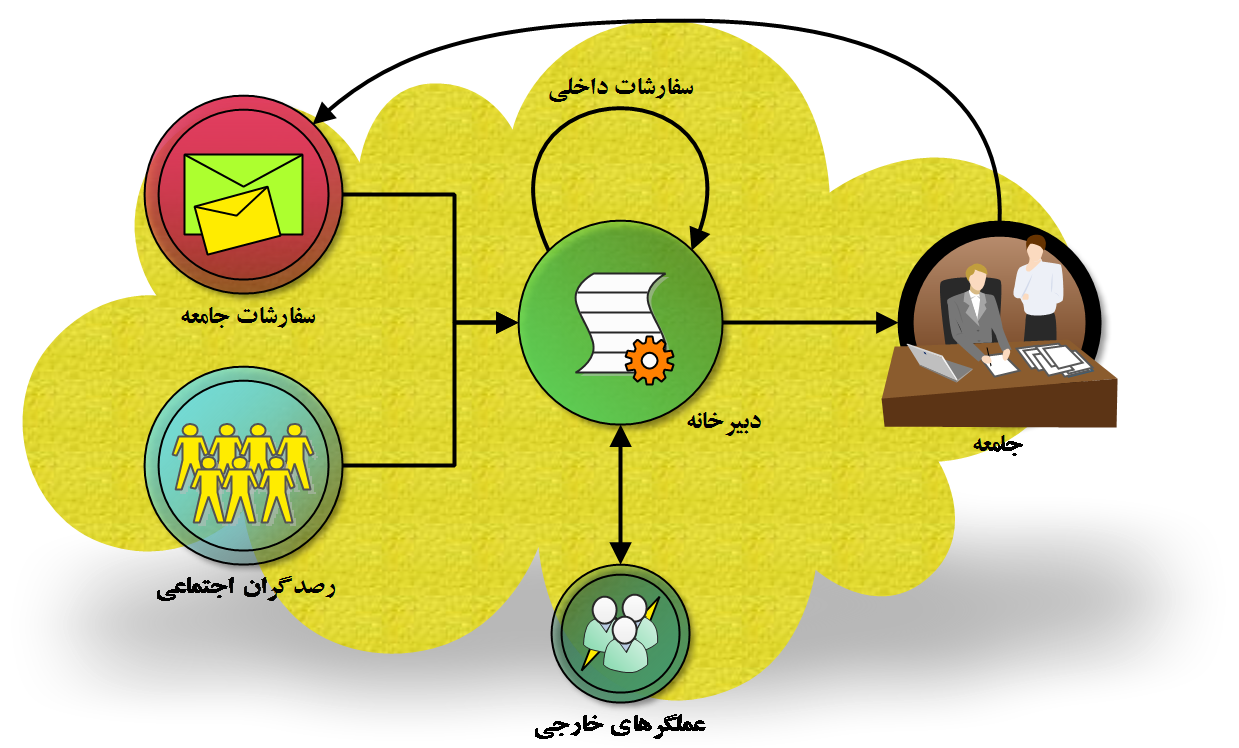 سفارشات داخلی
سفارشات جامعه
دبیرخانه
جامعه
رصدگران اجتماعی
عملگرهای خارجی